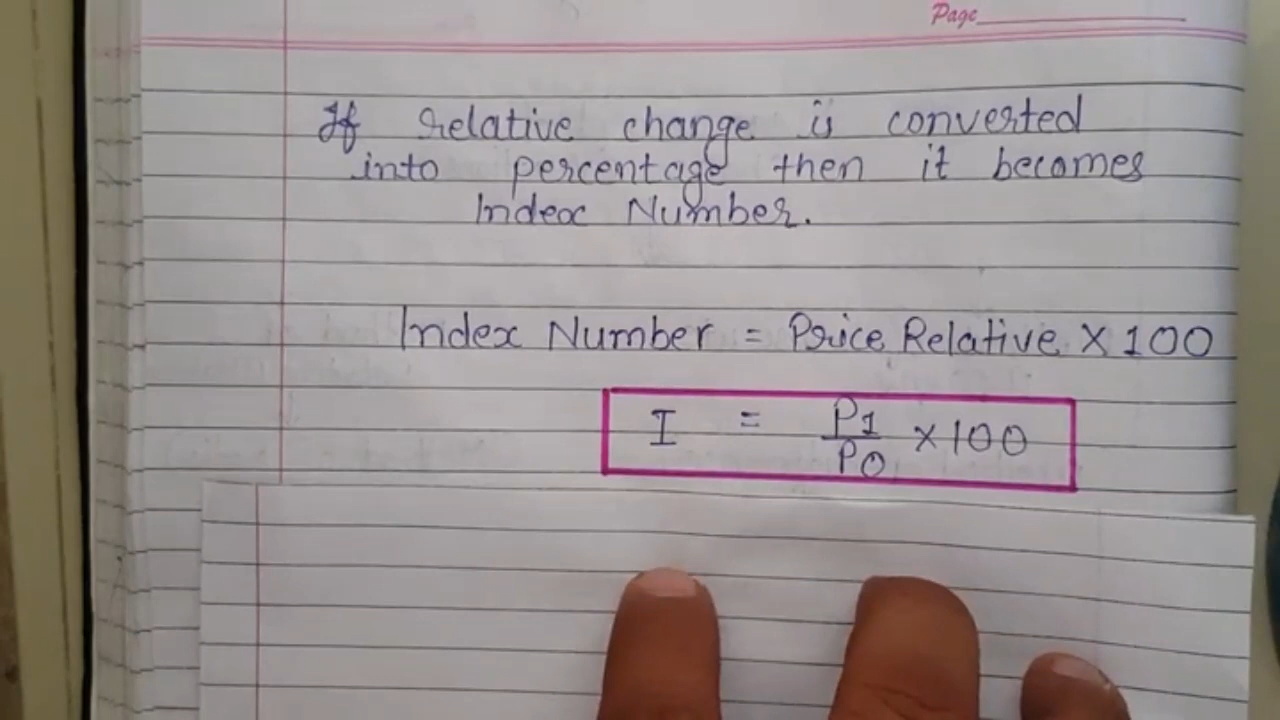 Page
If relative change is converted
into percentage then it becomes
Index Number.
Index Number = Price Relative X 100
I = P1/P0 X 100